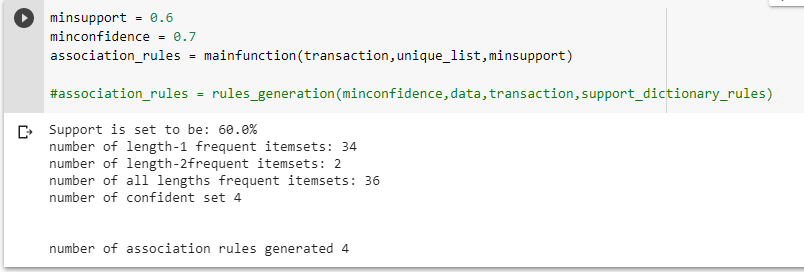 minsupport = 0.6
minconfidence = 0.7
association_rules = mainfunction(transaction,unique_list,minsupport)
#association_rules = rules_generation(minconfidence,data,transaction,support_dictionary_rules)
Support is set to be: 60.0%
number of length-1 frequent itemsets: 34
number of length-2frequent itemsets: 2
number of all lengths frequent itemsets: 36
number of confident set 4
number of association rules generated 4